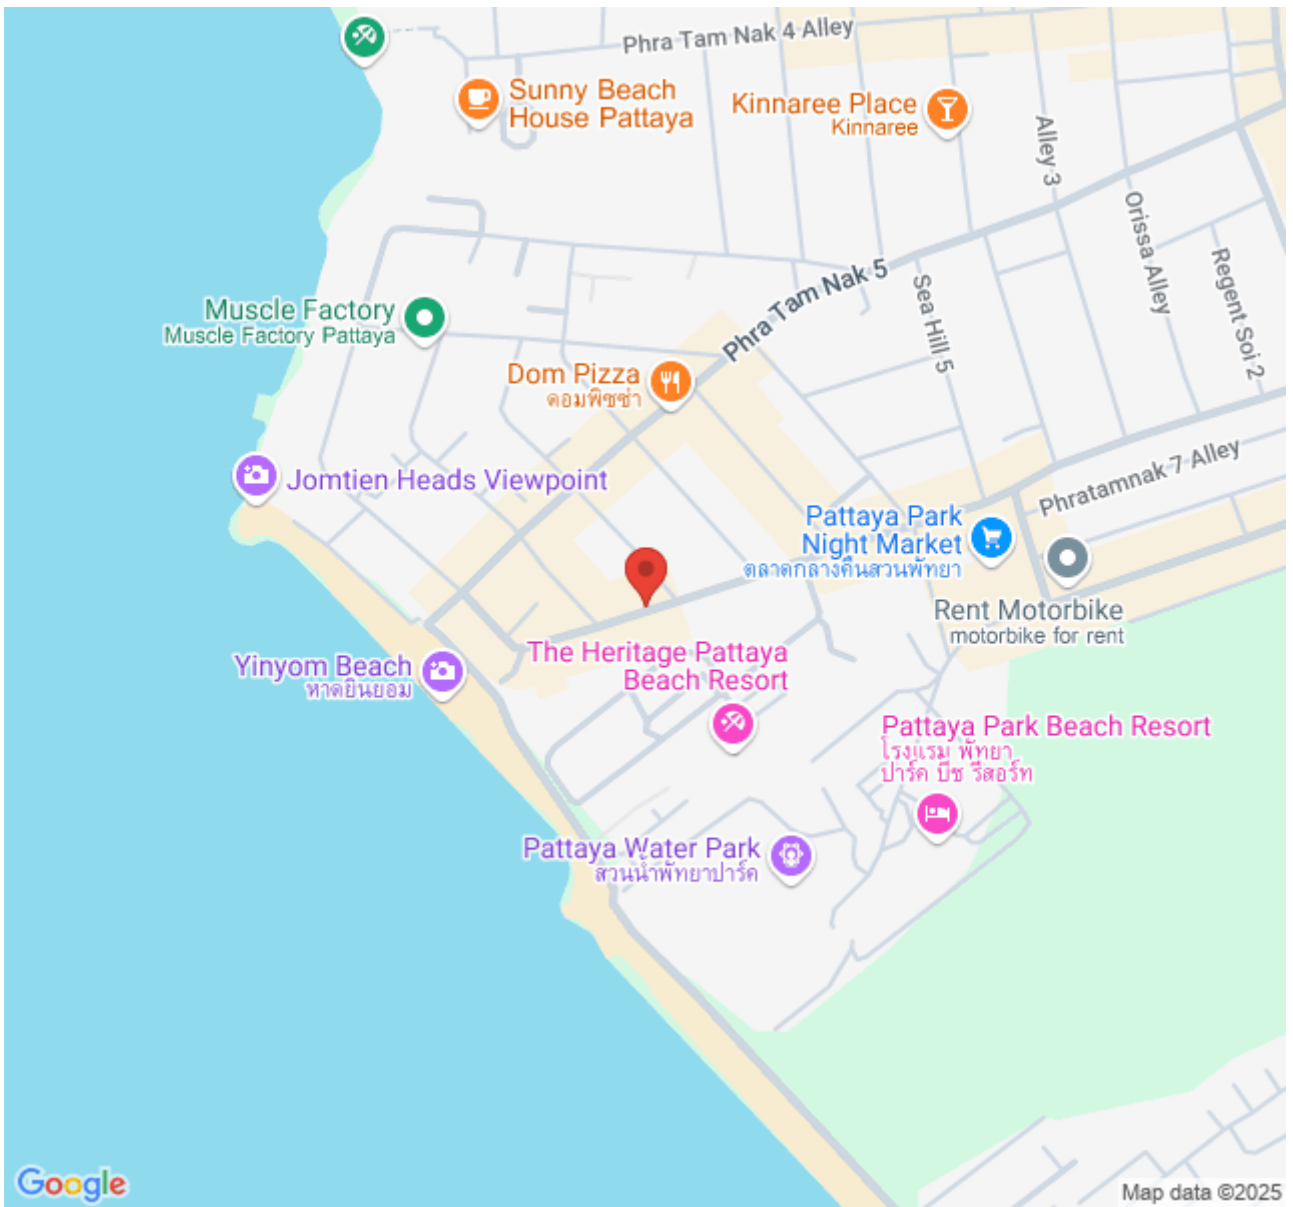 Phra Tam Nak 4 Alley
Sunny Beach
House Pattaya
Kinnaree Place
Kinnaree
Alley 3
Orissa Alley
Regent Soi 2
Phra Tam Nak 5
Sea Hill 5
Muscle Factory
Muscle Factory Pattaya
Dom Pizza
ดอมพิซซ่า
Jomtien Heads Viewpoint
Phratamnak 7 Alley
Pattaya Park
Night Market
ตลาดกลางคืนสวนพัทยา
Rent Motorbike
motorbike for rent
The Heritage Pattaya
Beach Resort
Yinyom Beach
หาดยินยอม
Pattaya Park Beach Resort
โรงแรม พัทยา
ปาร์ค บีช รีสอร์ท
Pattaya Water Park
สวนน้ำพัทยาปาร์ค
Google
Map data ©2025